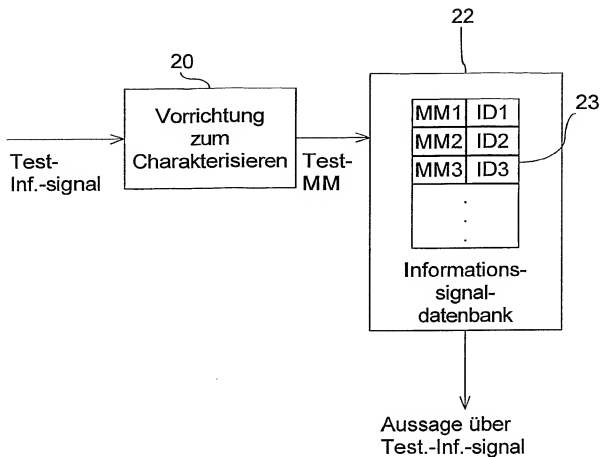 22
20
23
Vorrichtung
zum
Charakterisieren
MM1 ID1
MM2 ID2
MM3 ID3
Test-
Inf.-signal
Test-
MM
Informations-
signal-
datenbank
Aussage über
Test.-Inf.-signal